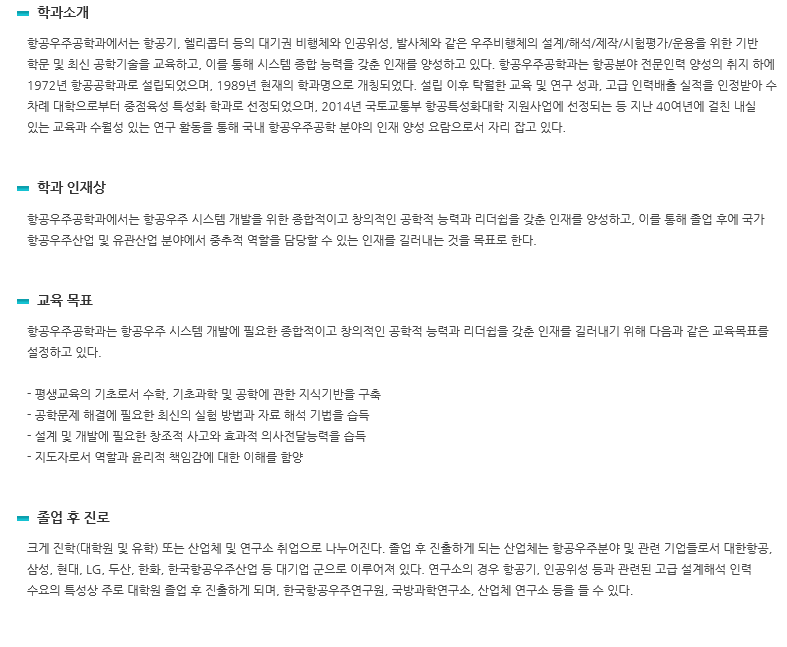 학과소개
항공우주공학과에서는 항공기, 헬리콥터 등의 대기권 비행체와 인공위성, 발사체와 같은 우주비행체의 설계/해석/제작/시험평가/운용을 위한 기반
학문 및 최신 공학기술을 교육하고, 이를 통해 시스템 종합 능력을 갖춘 인재를 양성하고 있다. 항공우주공학과는 항공분야 전문인력 양성의 취지 하에
1972년 항공공학과로 설립되었으며, 1989년 현재의 학과명으로 개칭되었다. 설립 이후 탁월한 교육 및 연구 성과, 고급 인력배출 실적을 인정받아 수
차례 대학으로부터 중점육성 특성화 학과로 선정되었으며, 2014년 국토교통부 항공특성화대학 지원사업에 선정되는 등 지난 40여년에 걸친 내실
있는 교육과 수월성 있는 연구 활동을 통해 국내 항공우주공학 분야의 인재 양성 요람으로서 자리 잡고 있다.
학과 인재상
항공우주공학과에서는 항공우주 시스템 개발을 위한 종합적이고 창의적인 공학적 능력과 리더쉽을 갖춘 인재를 양성하고, 이를 통해 졸업 후에 국가
항공우주산업 및 유관산업 분야에서 중추적 역할을 담당할 수 있는 인재를 길러내는 것을 목표로 한다.
교육 목표
항공우주공학과는 항공우주 시스템 개발에 필요한 종합적이고 창의적인 공학적 능력과 리더쉽을 갖춘 인재를 길러내기 위해 다음과 같은 교육목표를
설정하고 있다.
- 평생교육의 기초로서 수학, 기초과학 및 공학에 관한 지식기반을 구축
- 공학문제 해결에 필요한 최신의 실험 방법과 자료 해석 기법을 습득
- 설계 및 개발에 필요한 창조적 사고와 효과적 의사전달능력을 습득
- 지도자로서 역할과 윤리적 책임감에 대한 이해를 함양
졸업 후 진로
크게 진학(대학원 및 유학) 또는 산업체 및 연구소 취업으로 나누어진다. 졸업 후 진출하게 되는 산업체는 항공우주분야 및 관련 기업들로서 대한항공,
삼성, 현대, LG, 두산, 한화, 한국항공우주산업 등 대기업 군으로 이루어져 있다. 연구소의 경우 항공기, 인공위성 등과 관련된 고급 설계해석 인력
수요의 특성상 주로 대학원 졸업 후 진출하게 되며, 한국항공우주연구원, 국방과학연구소, 산업체 연구소 등을 들 수 있다.